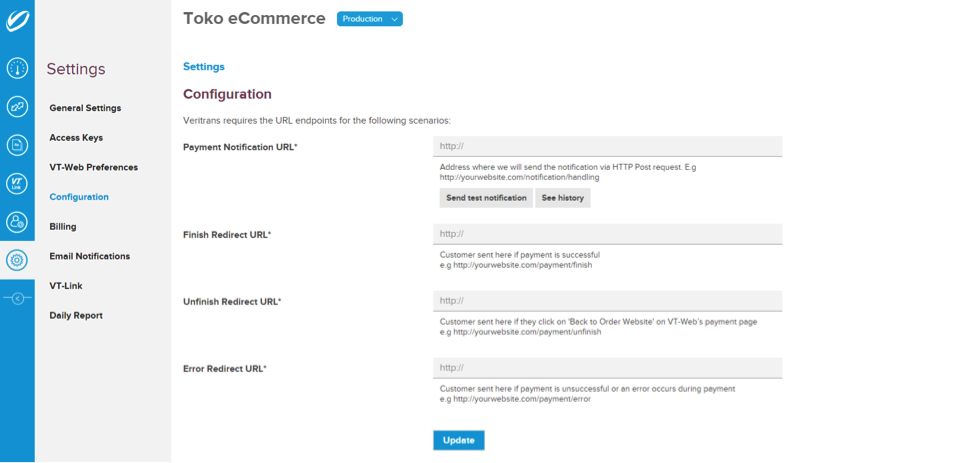 Toko eCommerce
Production
Settings
General Settings
Access Keys
VT-Web Preferences
Configuration
Billing
Email Notifications
VT-Link
Daily Report
VT
Link
Settings
Configuration
Veritrans requires the URL endpoints for the following scenarios:
Payment Notification URL*
http://
Address where we will send the notification via HTTP Post request. E.g
http://yourwebsite.com/notification/handling
Send test notification
See history
Finish Redirect URL*
http://
Customer sent here if payment is successful
e.g http://yourwebsite.com/payment/finish
Unfinish Redirect URL*
http://
Customer sent here if they click on 'Back to Order Website' on VT-Web's payment page
e.g http://yourwebsite.com/payment/unfinish
Error Redirect URL*
http://
Customer sent here if payment is unsuccessful or an error occurs during payment
e.g http://yourwebsite.com/payment/error
Update